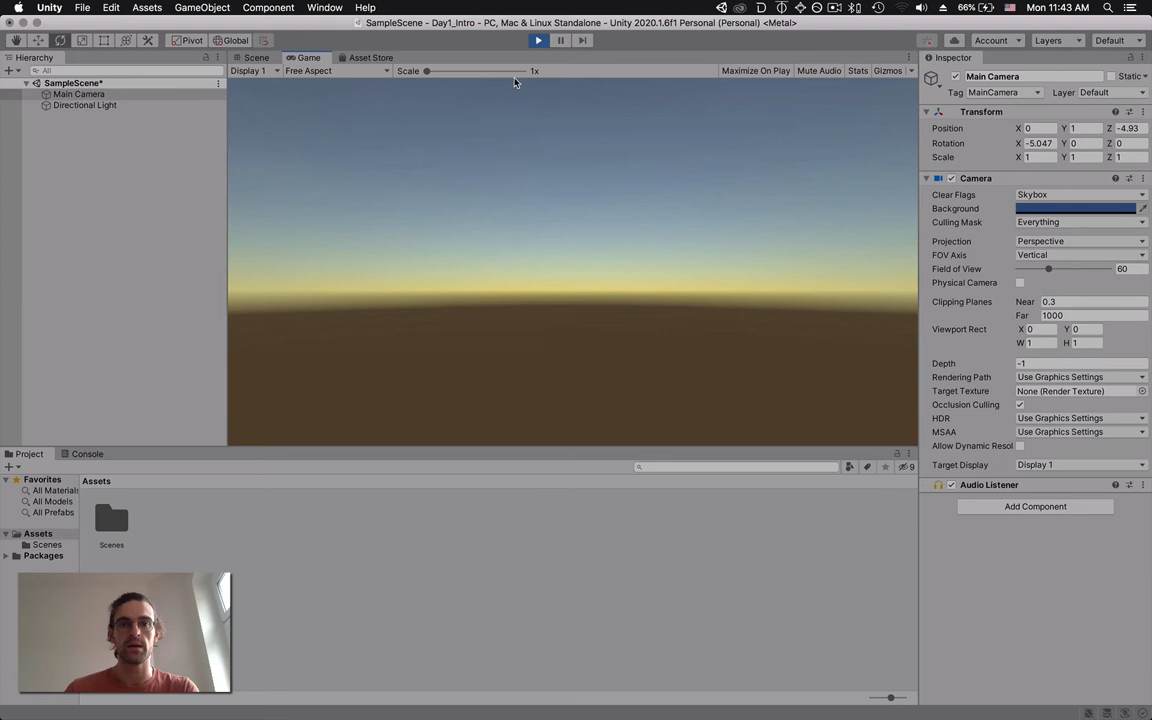 Unity File Edit Assets GameObject Component Window Help 66% Mon 11:43 AM
SampleScene - Day1_Intro - PC, Mac & Linux Standalone - Unity 2020.1.6f1 Personal (Personal) <Metal>
Pivot Global Account Layers Default
Hierarchy Scene Game Asset Store Inspector
All Display 1 Free Aspect Scale 1x Maximize On Play Mute Audio Stats Gizmos
SampleScene*
Main Camera
Directional Light
Main Camera Static
Tag MainCamera Layer Default
Transform
Position X 0 Y 1 Z -4.93
Rotation X -5.047 Y 0 Z 0
Scale X 1 Y 1 Z 1
Camera
Clear Flags Skybox
Background
Culling Mask Everything
Projection Perspective
FOV Axis Vertical
Field of View 60
Physical Camera
Clipping Planes Near 0.3
Far 1000
Viewport Rect X 0 Y 0
W 1 H 1
Depth -1
Rendering Path Use Graphics Settings
Target Texture None (Render Texture)
Occlusion Culling
HDR Use Graphics Settings
MSAA Use Graphics Settings
Allow Dynamic Resol
Target Display Display 1
Audio Listener
Add Component
Project Console
9
Favorites
All Materials
All Models
All Prefabs
Assets
Scenes
Packages
Assets
Scenes